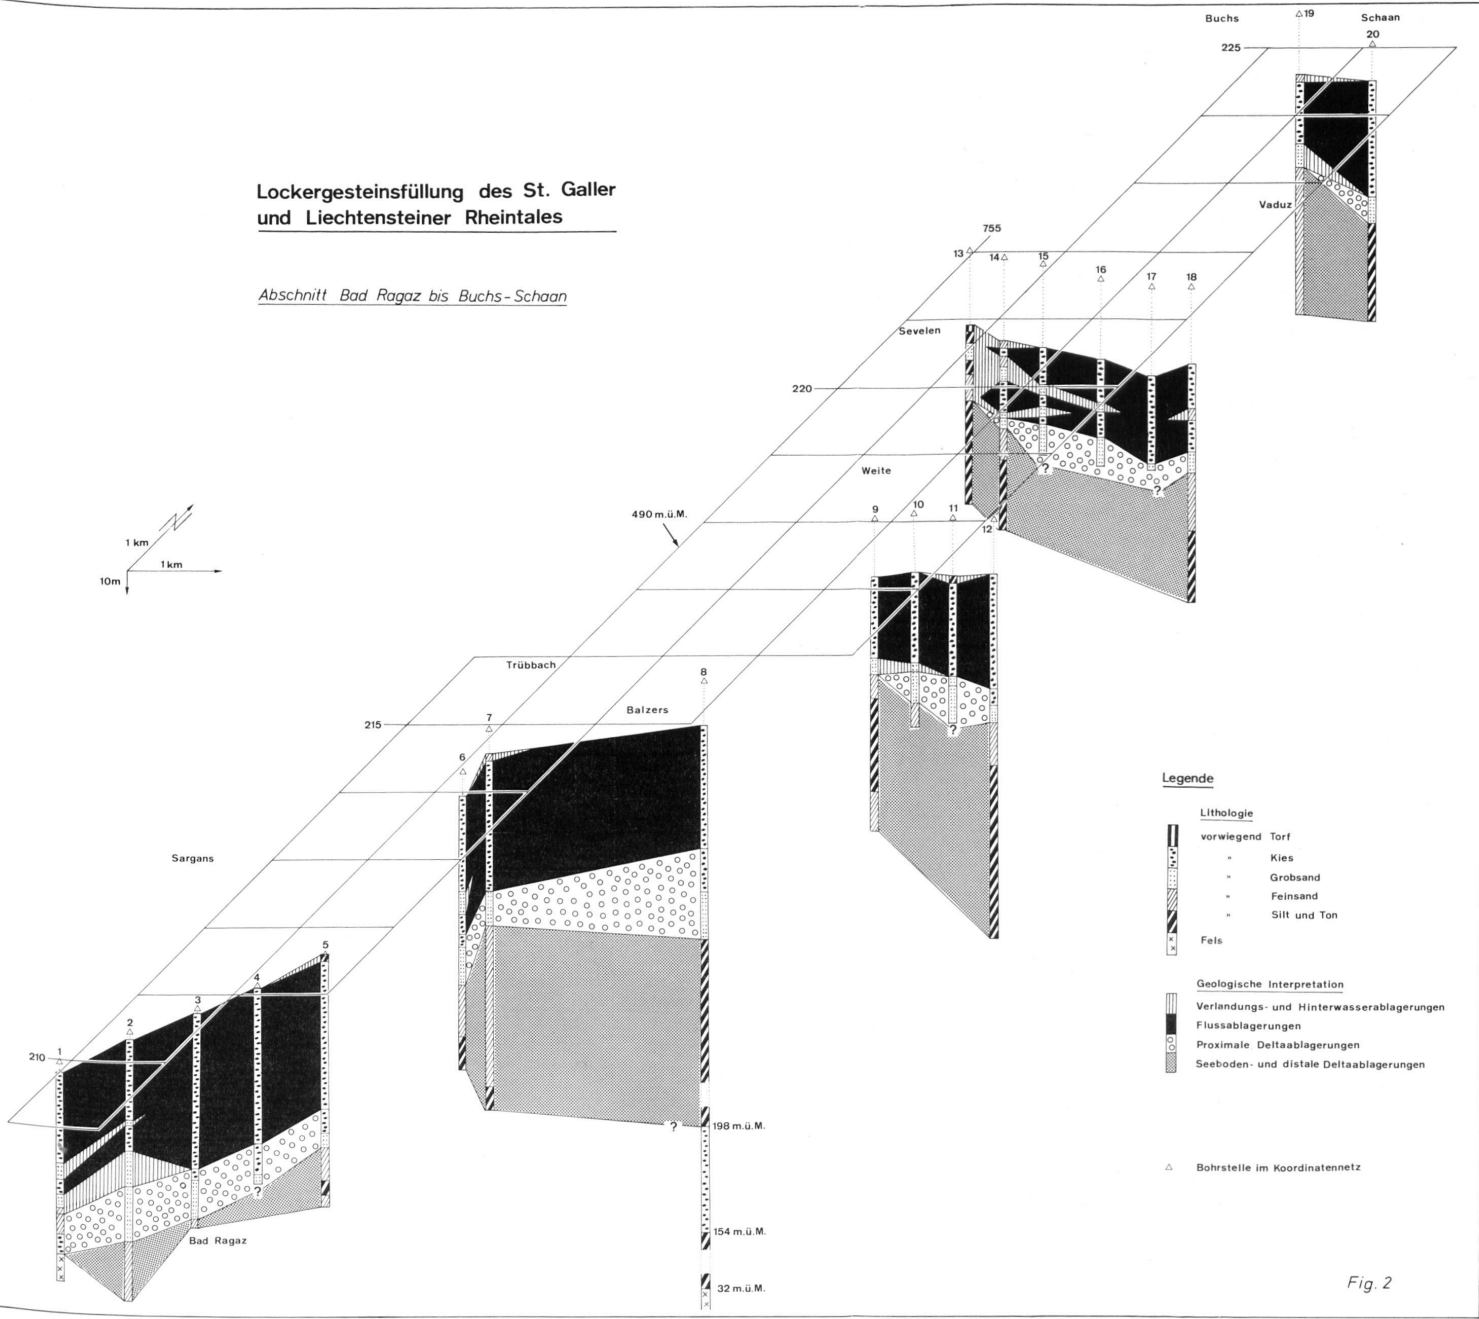 Buchs
19
Schaan
20
225
Lockergesteinsfüllung des St. Galler
und Liechtensteiner Rheintales
Vaduz
755
13
14
15
16
17
18
Abschnitt Bad Ragaz bis Buchs-Schaan
Sevelen
220
Weite
?
?
490 m.ü.M.
9
10
11
12
1 km
1km
10m
Trübbach
8
Balzers
215
7
?
6
Legende
Lithologie
vorwiegend Torf
" Kies
" Grobsand
" Feinsand
" Silt und Ton
Fels
Sargans
5
4
3
2
1
210
Geologische Interpretation
Verlandungs- und Hinterwasserablagerungen
Flussablagerungen
Proximale Deltaablagerungen
Seeboden- und distale Deltaablagerungen
?
198 m.ü.M.
Bohrstelle im Koordinatennetz
?
154 m.ü.M.
Bad Ragaz
32 m.ü.M.
Fig. 2